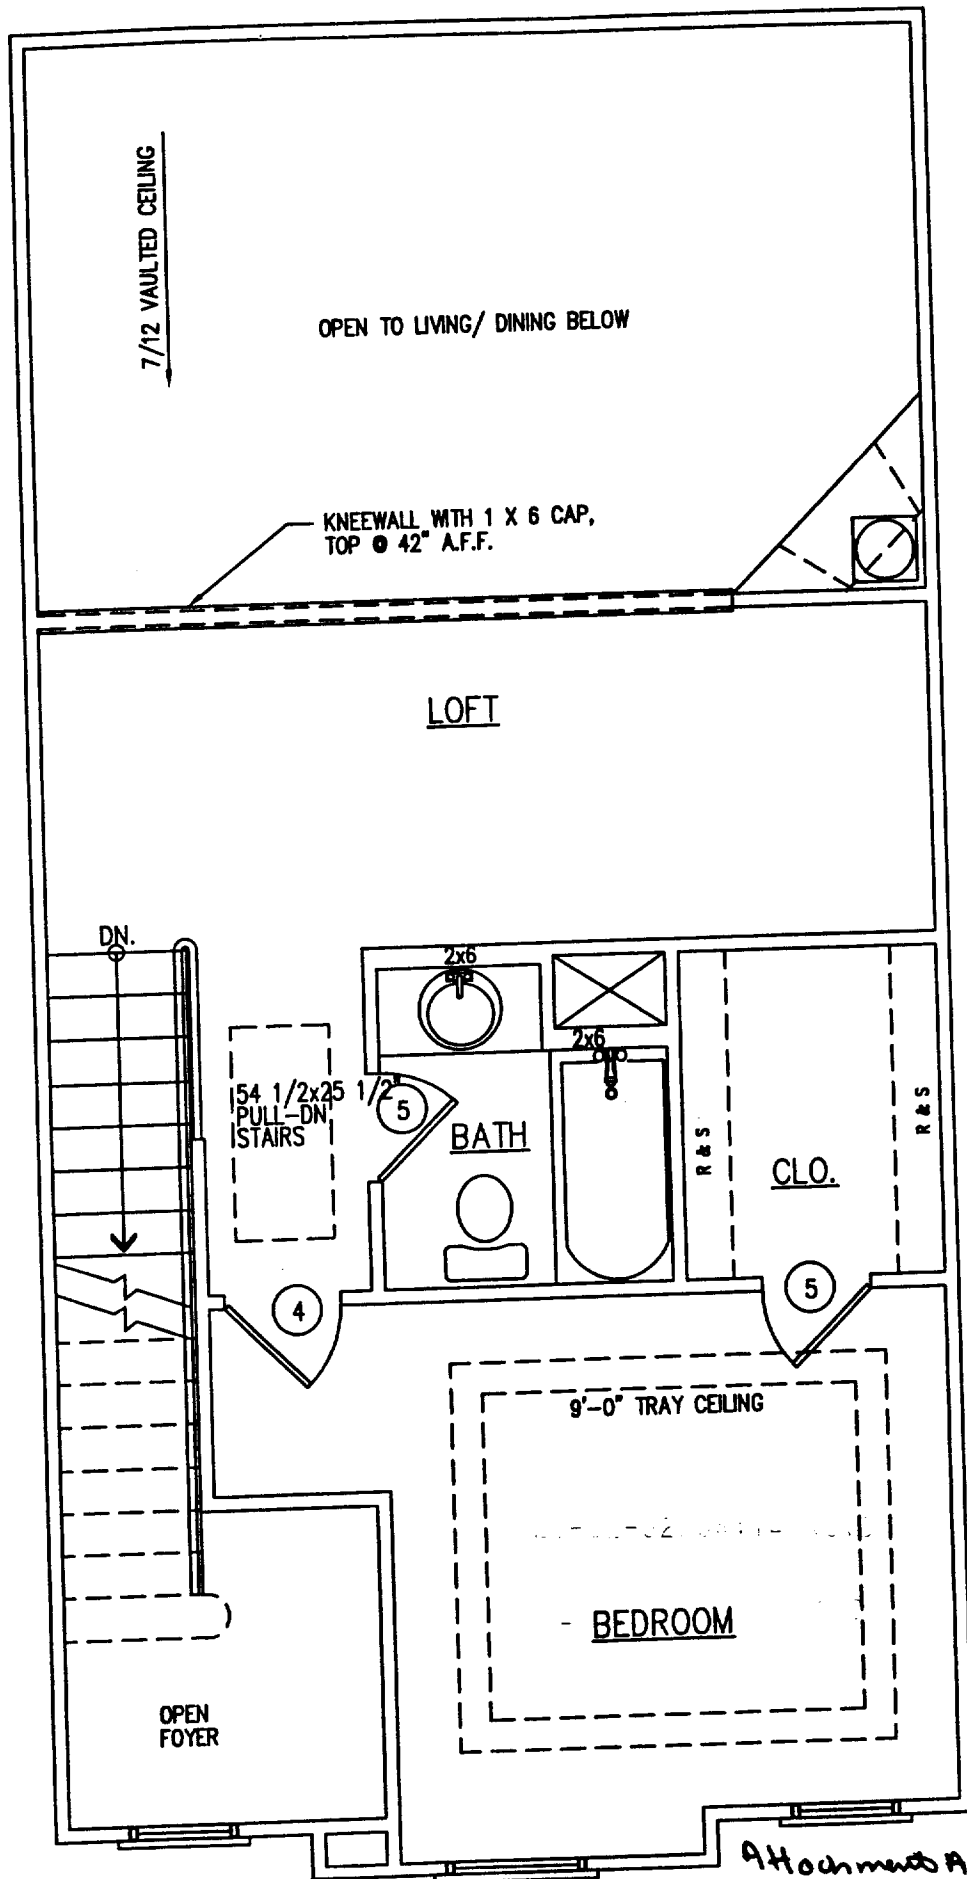 7/12 VAULTED CEILING
OPEN TO LIVING/ DINING BELOW
KNEEWALL WITH 1 X 6 CAP,
TOP @ 42" A.F.F.
LOFT
DN.
2x6
2x6
54 1/2x25 1/2"
PULL-DN
STAIRS
5
BATH
R & S
R & S
CLO.
4
5
9'-0" TRAY CEILING
BEDROOM
OPEN
FOYER
Attachment A